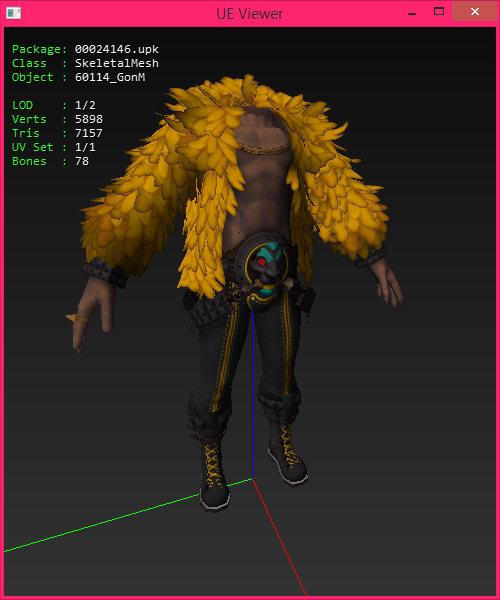 UE Viewer
Package: 00024146.upk
Class : SkeletalMesh
Object : 60114_GonM
LOD : 1/2
Verts : 5898
Tris : 7157
UV Set : 1/1
Bones : 78